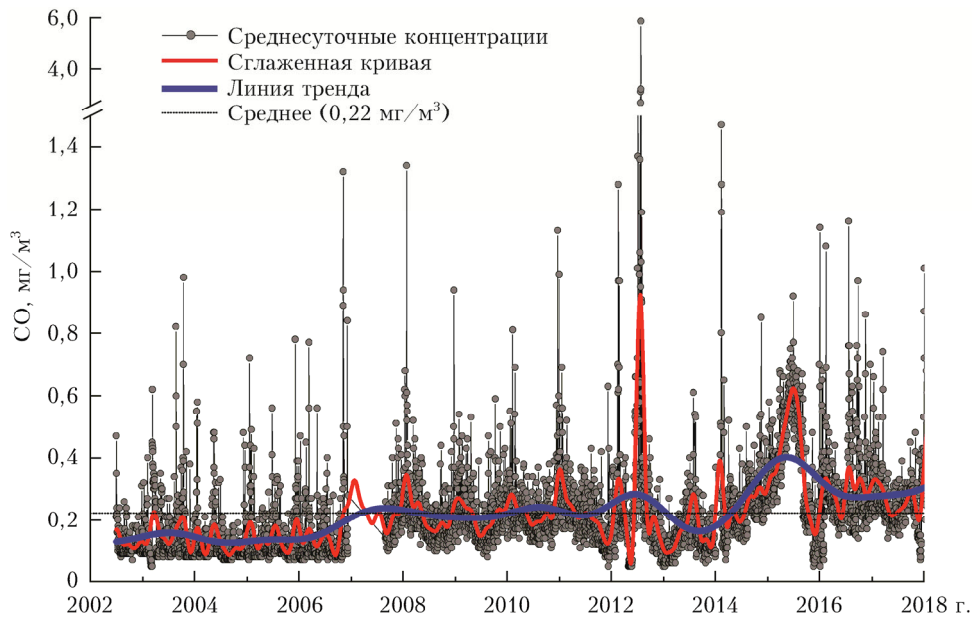 6,0
4,0
1,4
1,2
1,0
0,8
0,6
0,4
0,2
0
СО, мг/м³
Среднесуточные концентрации
Сглаженная кривая
Линия тренда
Среднее (0,22 мг/м³)
2002 2004 2006 2008 2010 2012 2014 2016 2018 г.